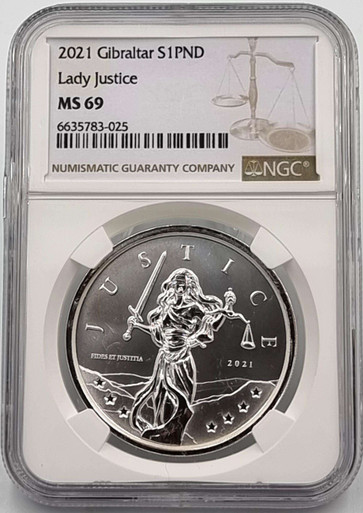 2021 Gibraltar S1PND
Lady Justice
MS 69
6635783-025
NUMISMATIC GUARANTY COMPANY
NGC®
JUSTICE
FIDES ET JUSTITIA
2021